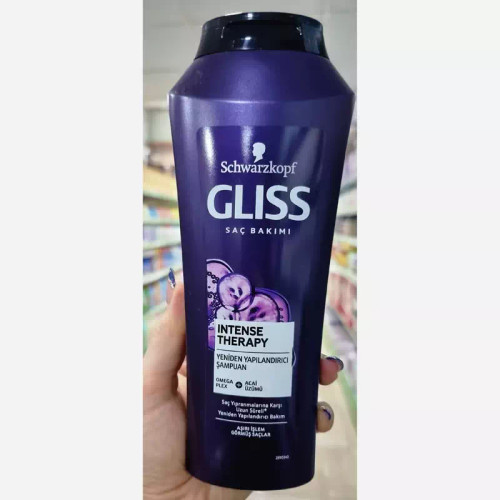 Schwarzkopf
GLISS
SAÇ BAKIMI
INTENSE
THERAPY
YENİDEN YAPILANDIRICI
ŞAMPUAN
OMEGA
PLEX
+
ACAİ
ÜZÜMÜ
Saç Yıpranmalarına Karşı
Uzun Süreli*
Yeniden Yapılandırıcı Bakım
AŞIRI İŞLEM
GÖRMÜŞ SAÇLAR